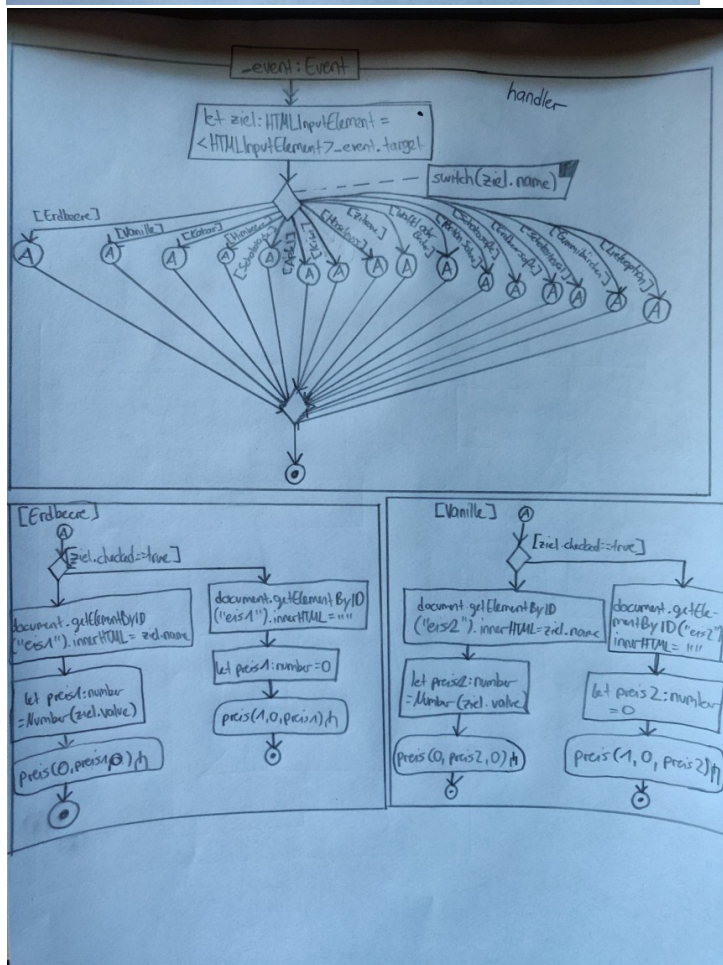 _event: Event
handler
let ziel: HTMLInputElement =
<HTMLInputElement>_event.target
switch(ziel.name)
[Erdbeere]
[Vanille]
[Kokos]
[Himbeere]
[Schokolade]
[Zitrone]
A A A A A A A A A A A A A A A
[Erdbeere]
A
[ziel.checked==true]
document.getElementByID
("eis1").innerHTML = ziel.name
let preis1:number
=Number(ziel.value)
preis(0,preis1,0)
document.getElementByID
("eis1").innerHTML = ""
let preis1:number=0
preis(1,0,preis1)
[Vanille]
A
[ziel.checked==true]
document.getElementByID
("eis2").innerHTML=ziel.name
let preis2:number
=Number(ziel.value)
preis(0,preis2,0)
document.getEle-
mentByID("eis2")
innerHTML = ""
let preis2:number
=0
preis(1,0,preis2)